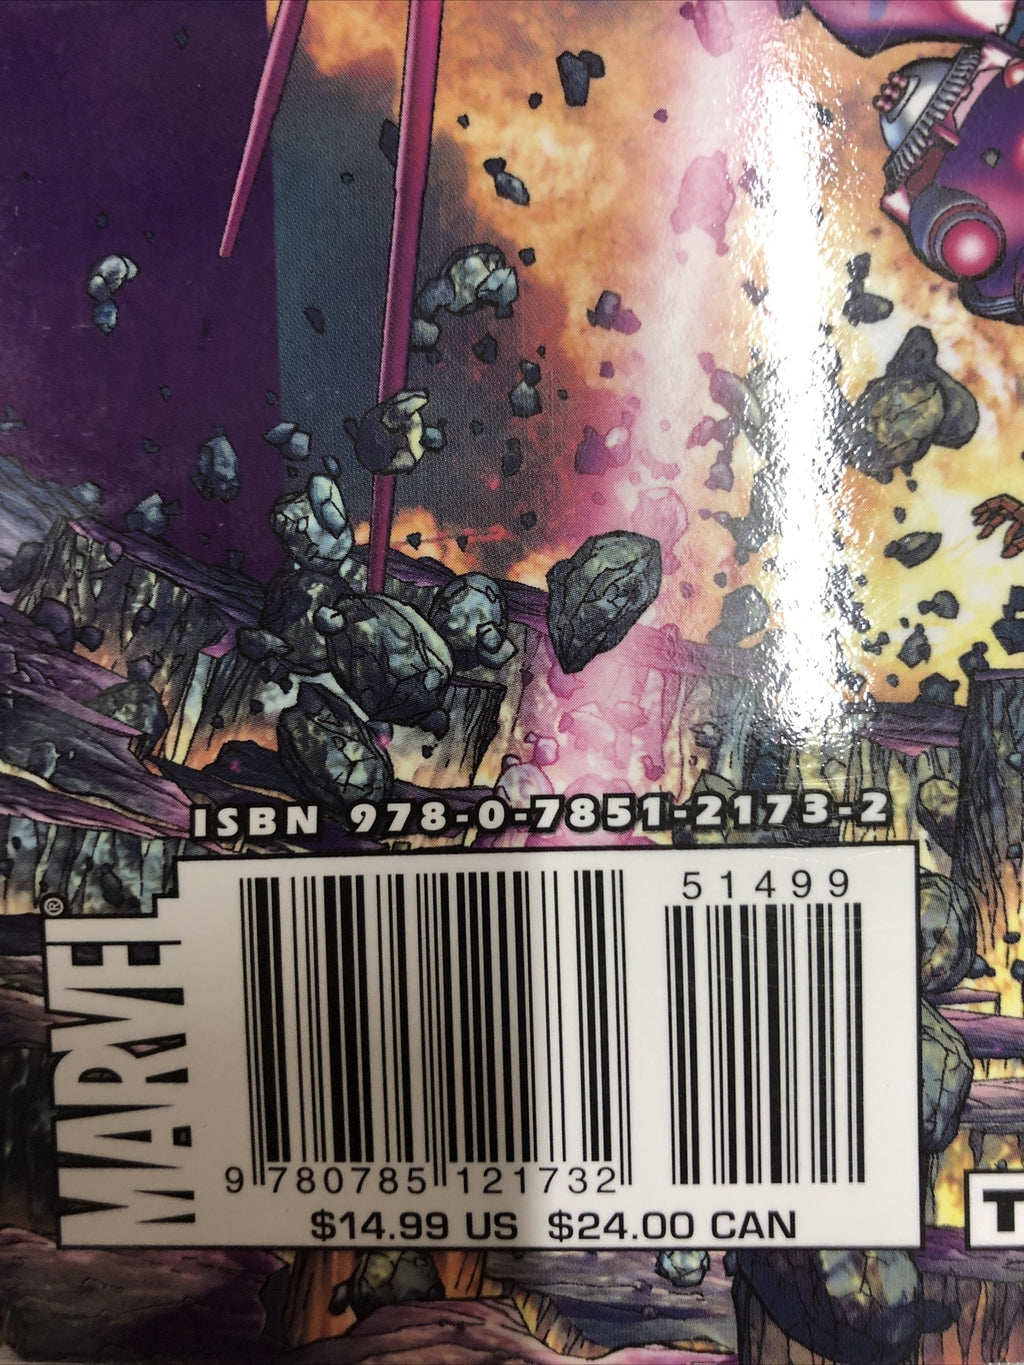 ISBN 978-0-7851-2173-2
51499
MARVEL®
9 780785 121732
$14.99 US $24.00 CAN
T